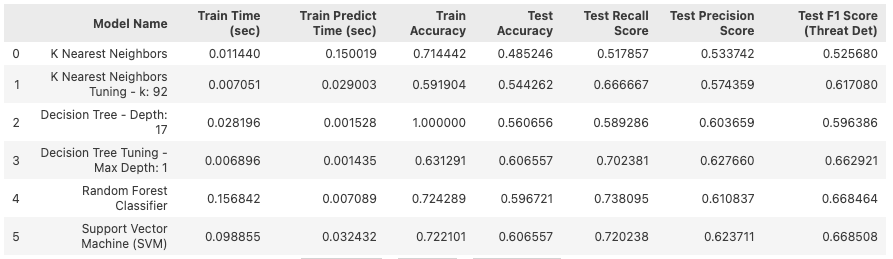 Model Name Train Time (sec) Train Predict Time (sec) Train Accuracy Test Accuracy Test Recall Score Test Precision Score Test F1 Score (Threat Det)
0 K Nearest Neighbors 0.011440 0.150019 0.714442 0.485246 0.517857 0.533742 0.525680
1 K Nearest Neighbors Tuning - k: 92 0.007051 0.029003 0.591904 0.544262 0.666667 0.574359 0.617080
2 Decision Tree - Depth: 17 0.028196 0.001528 1.000000 0.560656 0.589286 0.603659 0.596386
3 Decision Tree Tuning - Max Depth: 1 0.006896 0.001435 0.631291 0.606557 0.702381 0.627660 0.662921
4 Random Forest Classifier 0.156842 0.007089 0.724289 0.596721 0.738095 0.610837 0.668464
5 Support Vector Machine (SVM) 0.098855 0.032432 0.722101 0.606557 0.720238 0.623711 0.668508